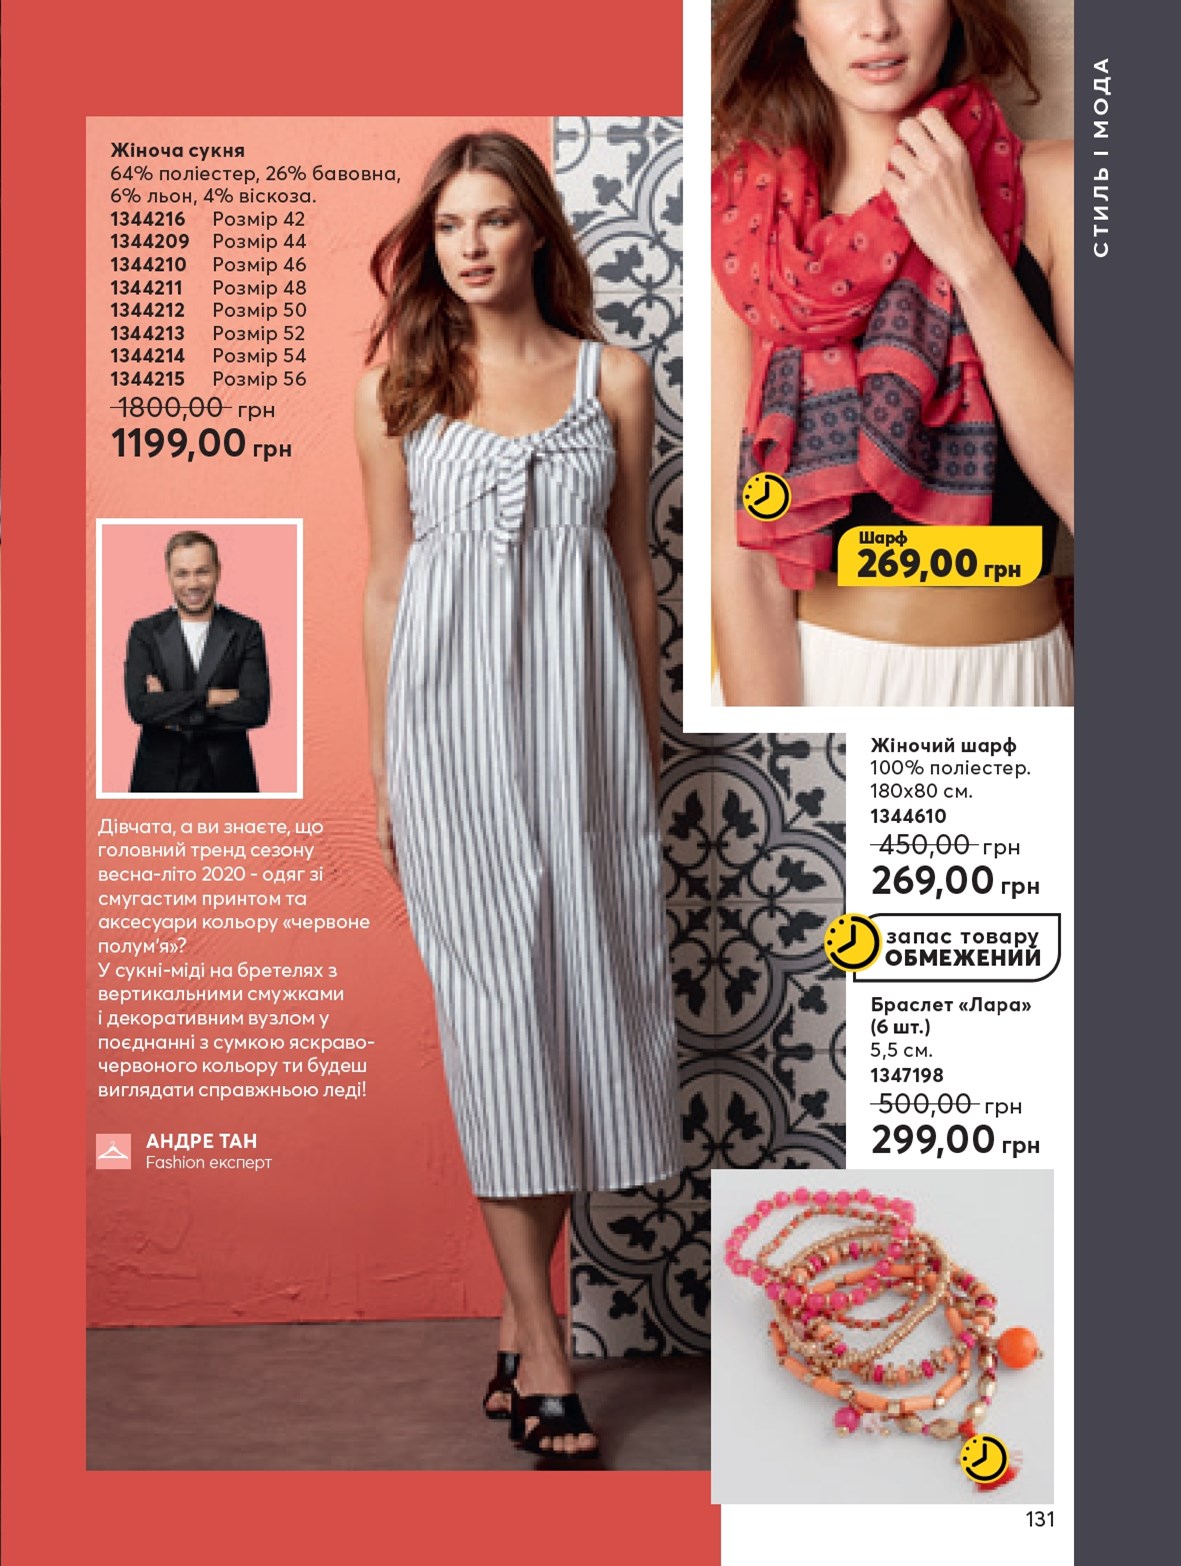 СТИЛЬ І МОДА
Жіноча сукня
64% поліестер, 26% бавовна,
6% льон, 4% віскоза.
1344216 Розмір 42
1344209 Розмір 44
1344210 Розмір 46
1344211 Розмір 48
1344212 Розмір 50
1344213 Розмір 52
1344214 Розмір 54
1344215 Розмір 56
1800,00 грн
1199,00 грн
Дівчата, а ви знаєте, що
головний тренд сезону
весна-літо 2020 - одяг зі
смугастим принтом та
аксесуари кольору «червоне
полум'я»?
У сукні-міді на бретелях з
вертикальними смужками
і декоративним вузлом у
поєднанні з сумкою яскраво-
червоного кольору ти будеш
виглядати справжньою леді!
АНДРЕ ТАН
Fashion експерт
Шарф
269,00 грн
Жіночий шарф
100% поліестер.
180x80 см.
1344610
450,00 грн
269,00 грн
запас товару
ОБМЕЖЕНИЙ
Браслет «Лара»
(6 шт.)
5,5 см.
1347198
500,00 грн
299,00 грн
131